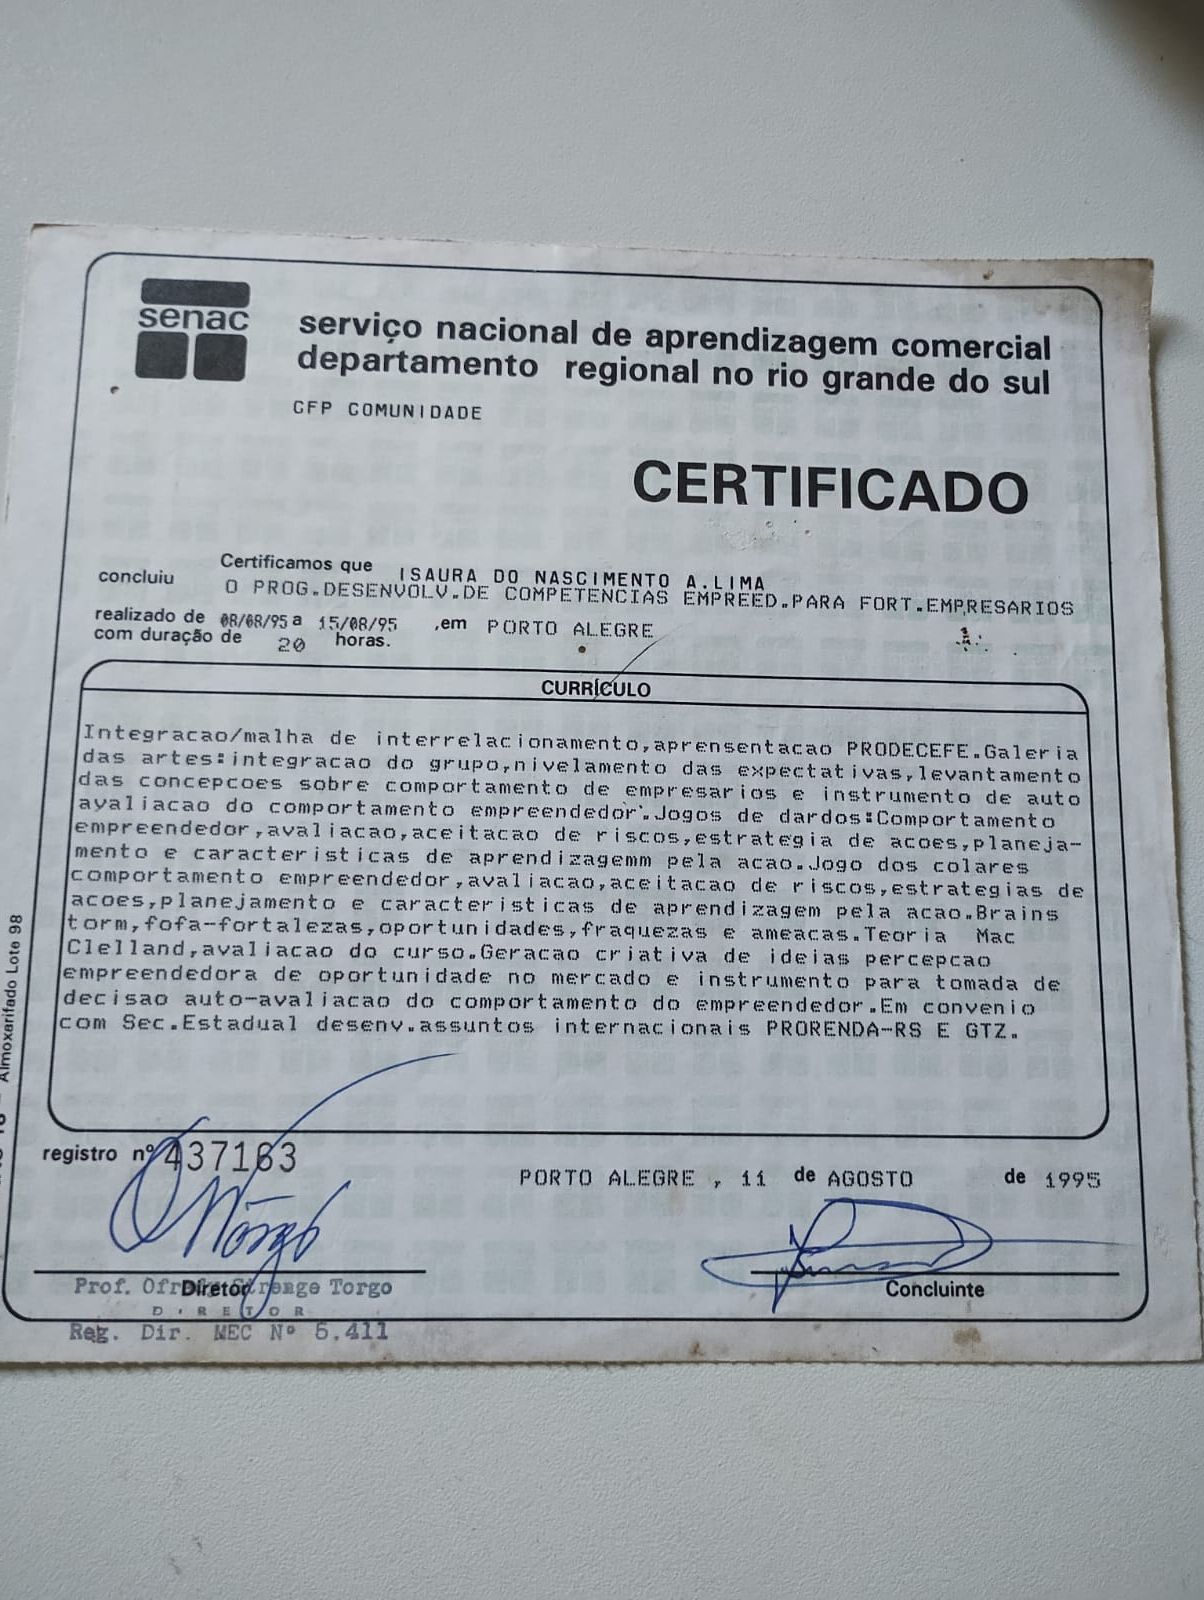 senac
serviço nacional de aprendizagem comercial
departamento regional no rio grande do sul
CFP COMUNIDADE
CERTIFICADO
Certificamos que ISAURA DO NASCIMENTO A.LIMA
concluiu O PROG.DESENVOLV.DE COMPETENCIAS EMPREED.PARA FORT.EMPRESARIOS
realizado de 08/08/95 a 15/08/95 ,em PORTO ALEGRE
com duração de 20 horas.
CURRÍCULO
Integracao/malha de interrelacionamento,aprensentacao PRODECEFE.Galeria
das artes:integracao do grupo,nivelamento das expectativas,levantamento
das concepcoes sobre comportamento de empresarios e instrumento de auto
avaliacao do comportamento empreendedor.Jogos de dardos:Comportamento
empreendedor,avaliacao,aceitacao de riscos,estrategia de acoes,planeja-
mento e caracteristicas de aprendizagemm pela acao.Jogo dos colares
comportamento empreendedor,avaliacao,aceitacao de riscos,estrategias de
acoes,planejamento e caracteristicas de aprendizagem pela acao.Brains
torm,fofa-fortalezas,oportunidades,fraquezas e ameacas.Teoria Mac
Clelland,avaliacao do curso.Geracao criativa de ideias percepcao
empreendedora de oportunidade no mercado e instrumento para tomada de
decisao auto-avaliacao do comportamento do empreendedor.Em convenio
com Sec.Estadual desenv.assuntos internacionais PRORENDA-RS E GTZ.
registro nº 437163
PORTO ALEGRE , 11 de AGOSTO de 1995
Prof. Torgo
Diretor
Concluinte
DIRETOR
Reg. Dir. MEC Nº 5.411
Almoxarifado Lote 98